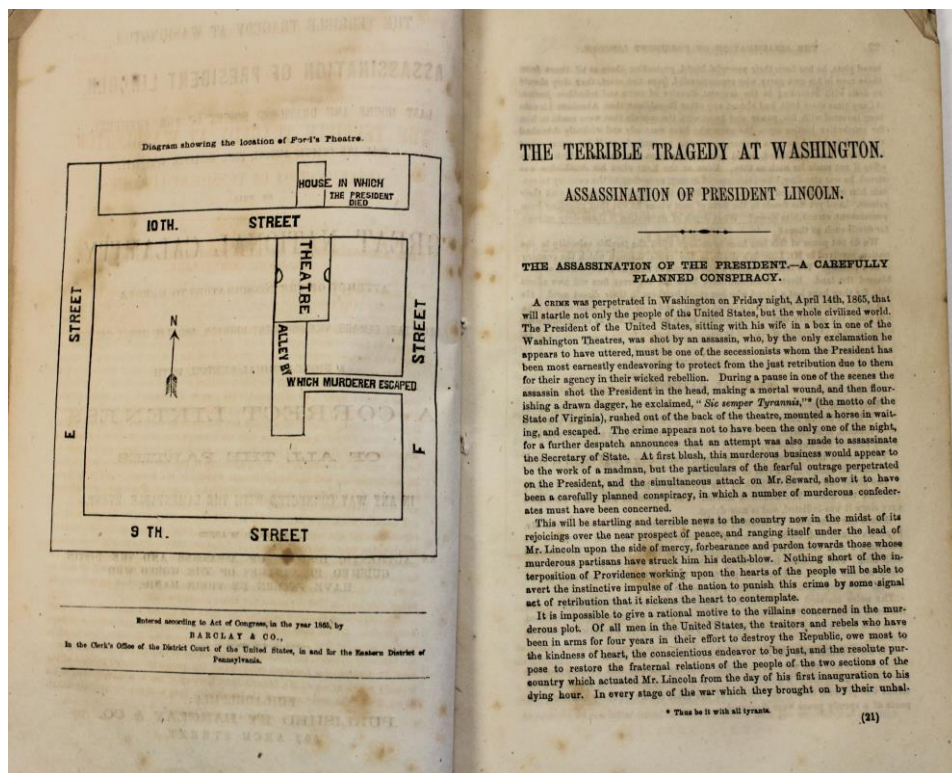 Diagram showing the location of Ford's Theatre.
HOUSE IN WHICH
THE PRESIDENT
DIED
10TH. STREET
THEATRE
STREET
STREET
N
ALLEY BY
WHICH MURDERER ESCAPED
E
F
9 TH. STREET
Entered according to Act of Congress, in the year 1865, by
BARCLAY & CO.,
In the Clerk's Office of the District Court of the United States, in and for the Eastern District of
Pennsylvania.
THE TERRIBLE TRAGEDY AT WASHINGTON.
ASSASSINATION OF PRESIDENT LINCOLN.
THE ASSASSINATION OF THE PRESIDENT.—A CAREFULLY
PLANNED CONSPIRACY.
A CRIME was perpetrated in Washington on Friday night, April 14th, 1865, that
will startle not only the people of the United States, but the whole civilized world.
The President of the United States, sitting with his wife in a box in one of the
Washington Theatres, was shot by an assassin, who, by the only exclamation he
appears to have uttered, must be one of the secessionists whom the President has
been most earnestly endeavoring to protect from the just retribution due to them
for their agency in their wicked rebellion. During a pause in one of the scenes the
assassin shot the President in the head, making a mortal wound, and then flour-
ishing a drawn dagger, he exclaimed, "Sic semper Tyrannis,"* (the motto of the
State of Virginia), rushed out of the back of the theatre, mounted a horse in wait-
ing, and escaped. The crime appears not to have been the only one of the night,
for a further despatch announces that an attempt was also made to assassinate
the Secretary of State. At first blush, this murderous business would appear to
be the work of a madman, but the particulars of the fearful outrage perpetrated
on the President, and the simultaneous attack on Mr. Seward, show it to have
been a carefully planned conspiracy, in which a number of murderous confeder-
ates must have been concerned.
This will be startling and terrible news to the country now in the midst of its
rejoicings over the near prospect of peace, and ranging itself under the lead of
Mr. Lincoln upon the side of mercy, forbearance and pardon towards those whose
murderous partisans have struck him his death-blow. Nothing short of the in-
terposition of Providence working upon the hearts of the people will be able to
avert the instinctive impulse of the nation to punish this crime by some signal
act of retribution that it sickens the heart to contemplate.
It is impossible to give a rational motive to the villains concerned in the mur-
derous plot. Of all men in the United States, the traitors and rebels who have
been in arms for four years in their effort to destroy the Republic, owe most to
the kindness of heart, the conscientious endeavor to be just, and the resolute pur-
pose to restore the fraternal relations of the people of the two sections of the
country which actuated Mr. Lincoln from the day of his first inauguration to his
dying hour. In every stage of the war which they brought on by their unhal-
* Thus be it with all tyrants.
(21)